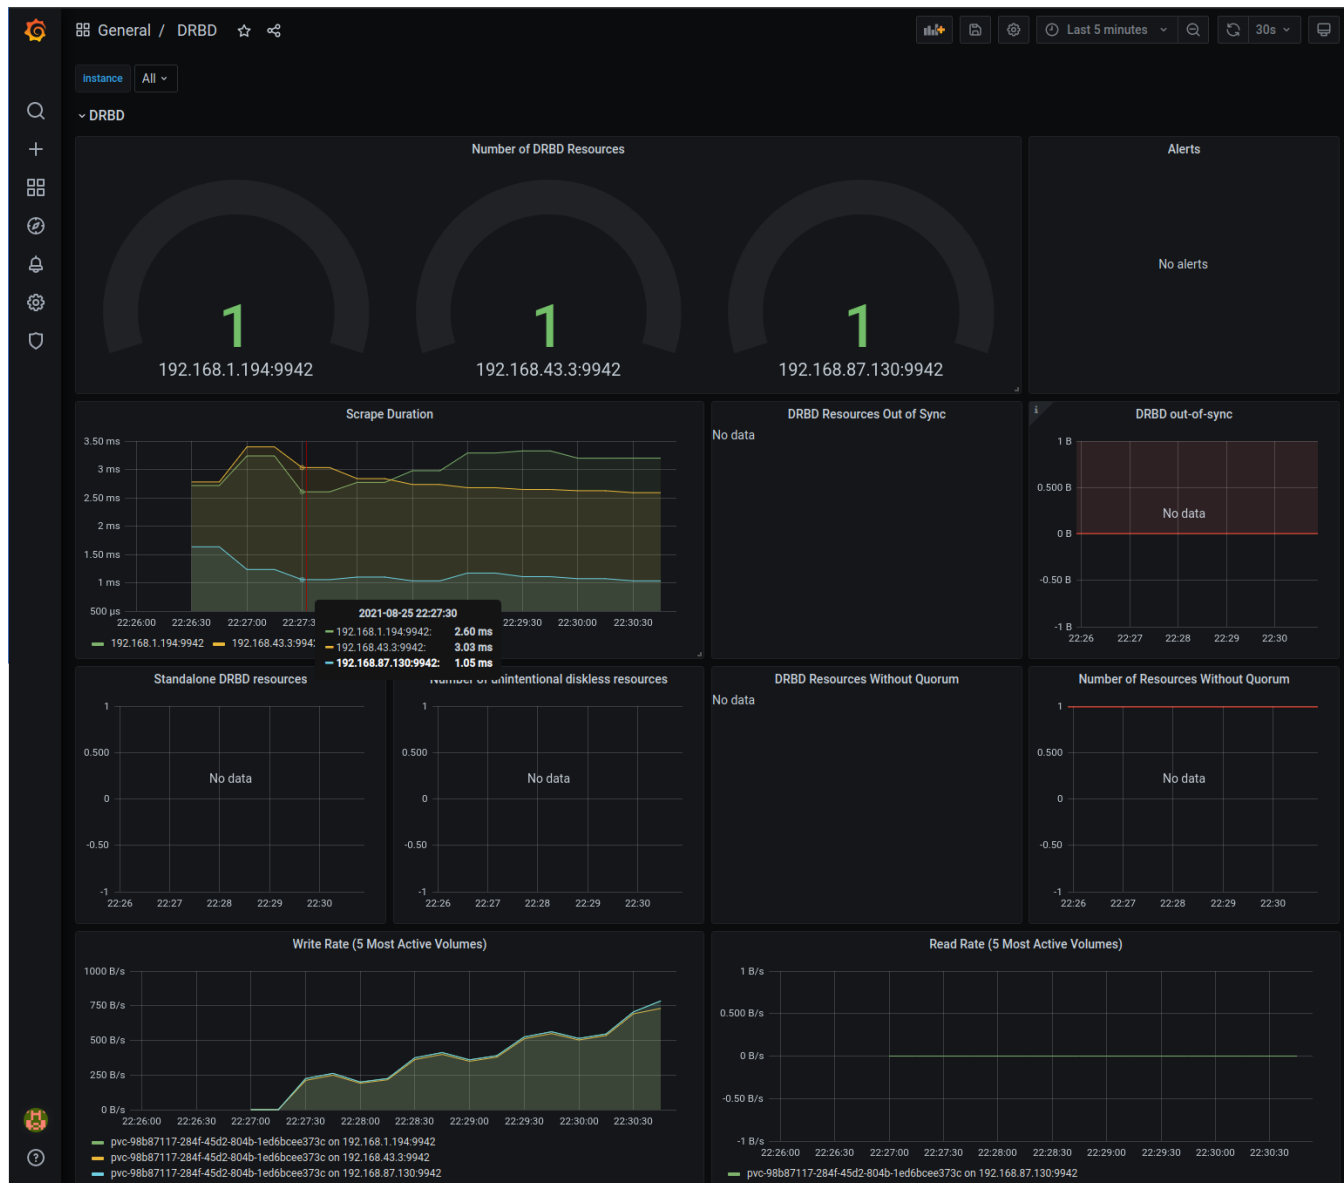 General / DRBD
Last 5 minutes
30s
Instance All
DRBD
Number of DRBD Resources
1 1 1
192.168.1.194:9942 192.168.43.3:9942 192.168.87.130:9942
Alerts
No alerts
Scrape Duration
3.50 ms
3 ms
2.50 ms
2 ms
1.50 ms
1 ms
500 µs
22:26:00 22:26:30 22:27:00 22:27:3 22:29:30 22:30:00 22:30:30
192.168.1.194:9942 192.168.43.3:994
2021-08-25 22:27:30
192.168.1.194:9942: 2.60 ms
192.168.43.3:9942: 3.03 ms
192.168.87.130:9942: 1.05 ms
DRBD Resources Out of Sync
No data
i
DRBD out-of-sync
1 B
0.500 B
No data
0 B
-0.50 B
-1 B
22:26 22:27 22:28 22:29 22:30
Standalone DRBD resources
1
0.500
No data
0
-0.50
-1
22:26 22:27 22:28 22:29 22:30
Number of unintentional diskless resources
1
0.500
No data
0
-0.50
-1
22:26 22:27 22:28 22:29 22:30
DRBD Resources Without Quorum
No data
Number of Resources Without Quorum
1
0.500
No data
0
-0.50
-1
22:26 22:27 22:28 22:29 22:30
Write Rate (5 Most Active Volumes)
1000 B/s
750 B/s
500 B/s
250 B/s
0 B/s
22:26:00 22:26:30 22:27:00 22:27:30 22:28:00 22:28:30 22:29:00 22:29:30 22:30:00 22:30:30
pvc-98b87117-284f-45d2-804b-1ed6bcee373c on 192.168.1.194:9942
pvc-98b87117-284f-45d2-804b-1ed6bcee373c on 192.168.43.3:9942
pvc-98b87117-284f-45d2-804b-1ed6bcee373c on 192.168.87.130:9942
Read Rate (5 Most Active Volumes)
1 B/s
0.500 B/s
0 B/s
-0.50 B/s
-1 B/s
22:26:00 22:26:30 22:27:00 22:27:30 22:28:00 22:28:30 22:29:00 22:29:30 22:30:00 22:30:30
pvc-98b87117-284f-45d2-804b-1ed6bcee373c on 192.168.87.130:9942